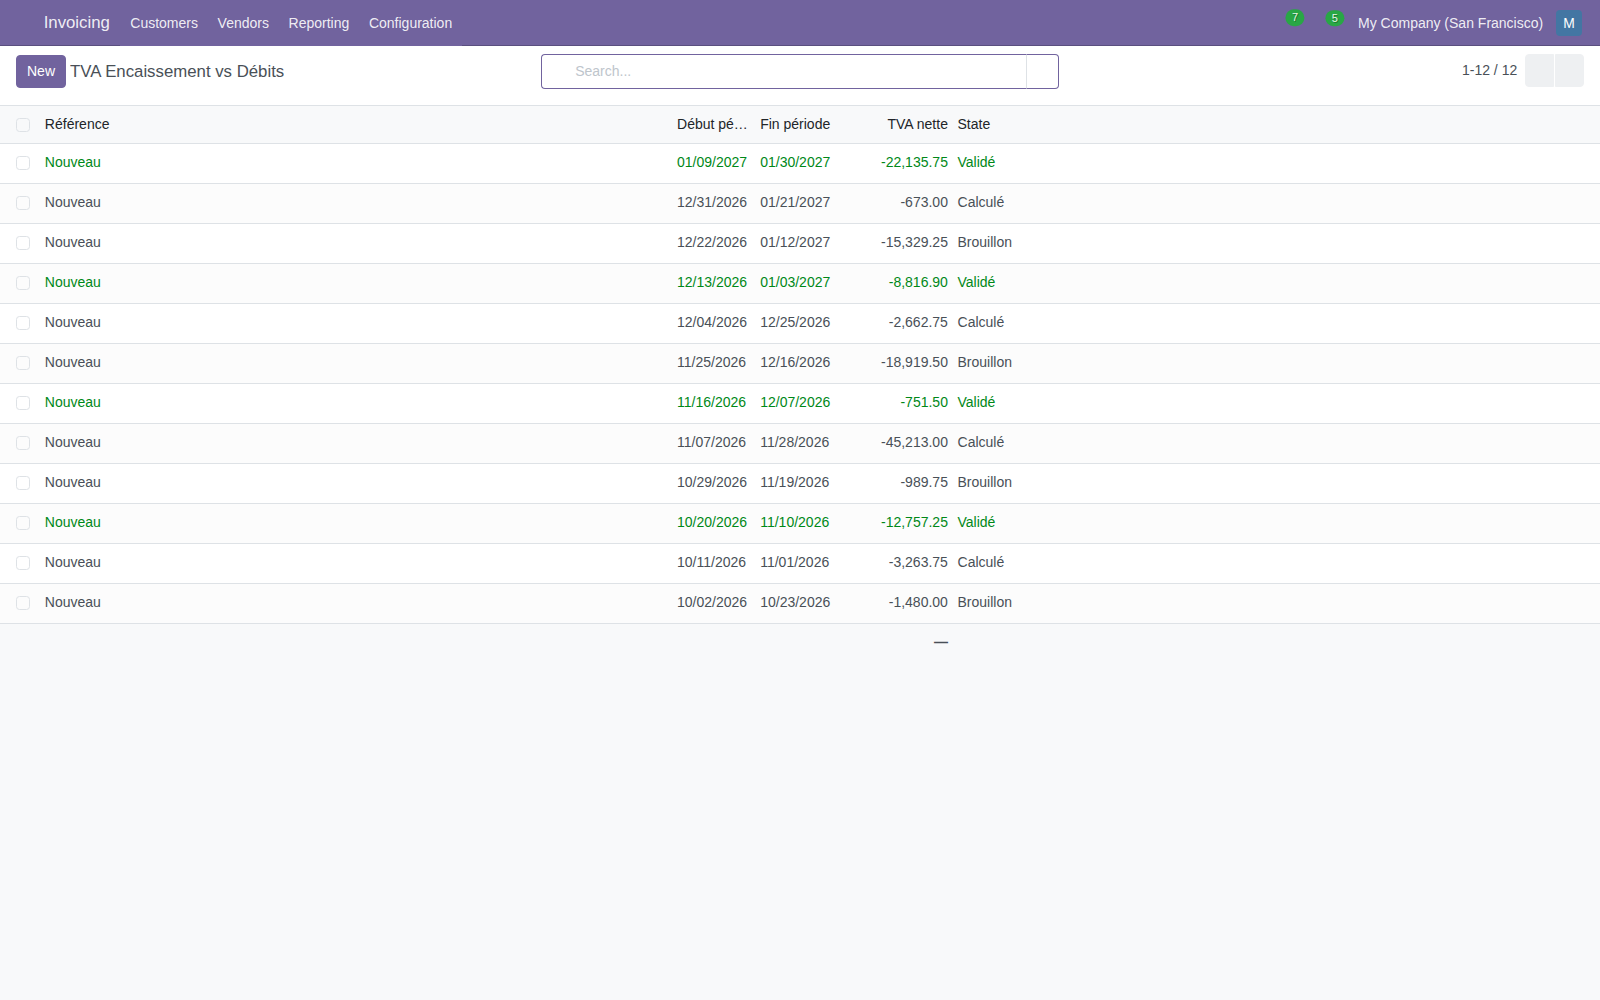 Invoicing Customers Vendors Reporting Configuration 7 5 My Company (San Francisco) M
New TVA Encaissement vs Débits Search... 1-12 / 12
Référence Début pé… Fin période TVA nette State
Nouveau 01/09/2027 01/30/2027 -22,135.75 Validé
Nouveau 12/31/2026 01/21/2027 -673.00 Calculé
Nouveau 12/22/2026 01/12/2027 -15,329.25 Brouillon
Nouveau 12/13/2026 01/03/2027 -8,816.90 Validé
Nouveau 12/04/2026 12/25/2026 -2,662.75 Calculé
Nouveau 11/25/2026 12/16/2026 -18,919.50 Brouillon
Nouveau 11/16/2026 12/07/2026 -751.50 Validé
Nouveau 11/07/2026 11/28/2026 -45,213.00 Calculé
Nouveau 10/29/2026 11/19/2026 -989.75 Brouillon
Nouveau 10/20/2026 11/10/2026 -12,757.25 Validé
Nouveau 10/11/2026 11/01/2026 -3,263.75 Calculé
Nouveau 10/02/2026 10/23/2026 -1,480.00 Brouillon
—